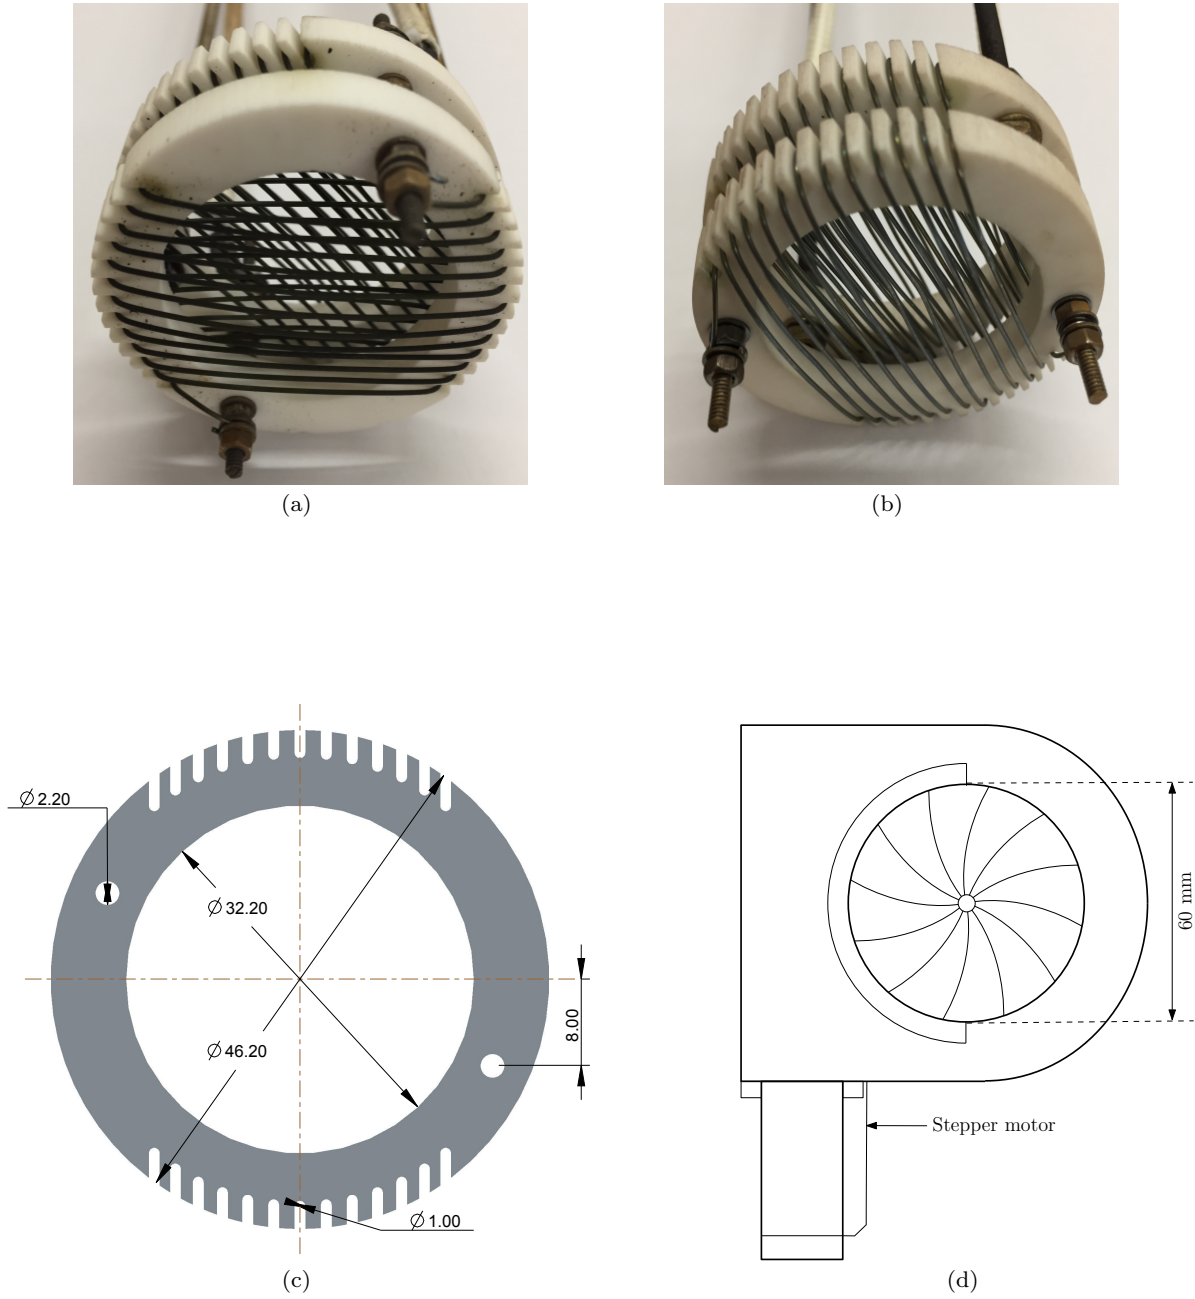 (a)
(b)
∅2.20
∅32.20
∅46.20
8.00
∅1.00
60 mm
Stepper motor
(c)
(d)